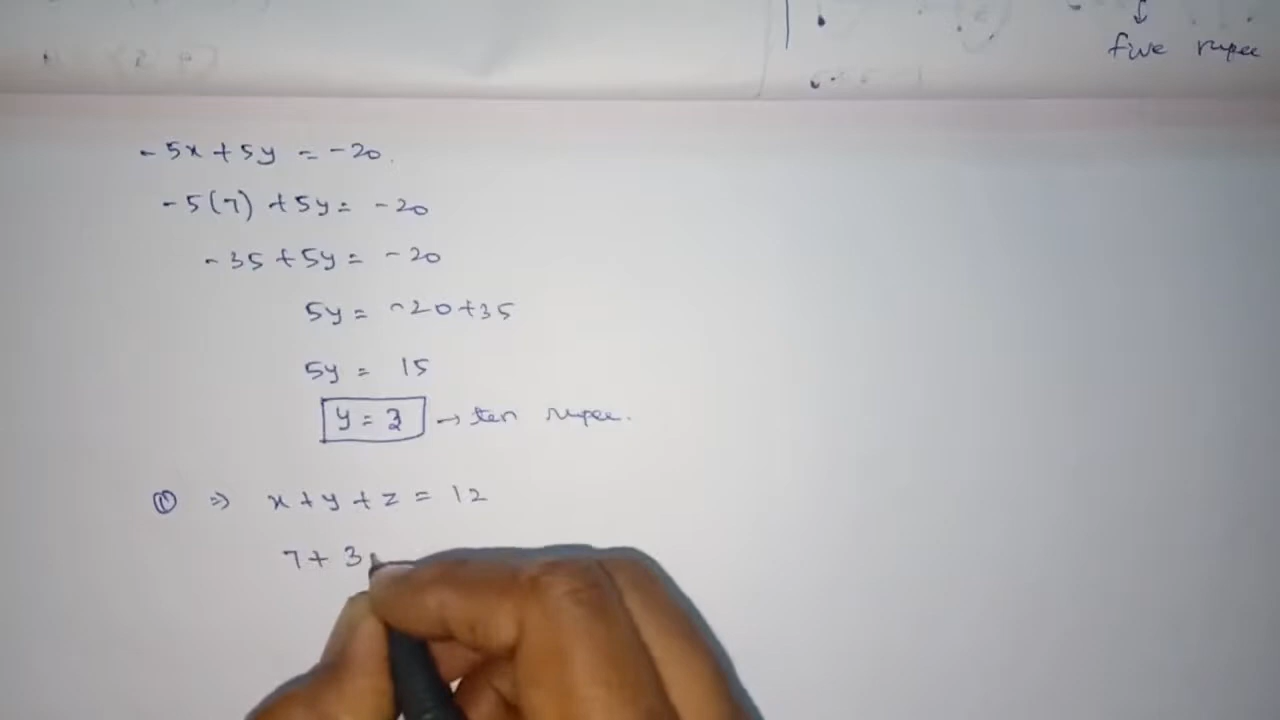 ↓
five rupee
- 5x + 5y = -20.
-5(7) + 5y = -20
-35 + 5y = -20
5y = -20+35
5y = 15
y = 3 → ten rupee.
① ⇒ x + y + z = 12
7 + 3